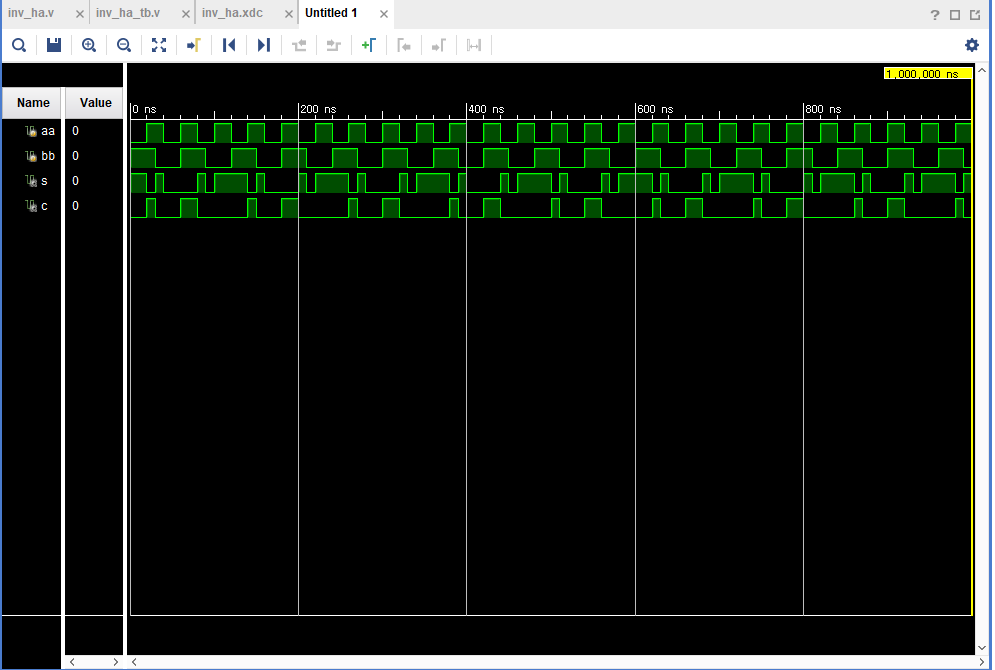 inv_ha.v × inv_ha_tb.v × inv_ha.xdc × Untitled 1 × ?
1,000,000 ns
Name Value
0 ns 200 ns 400 ns 600 ns 800 ns
aa 0
bb 0
s 0
c 0